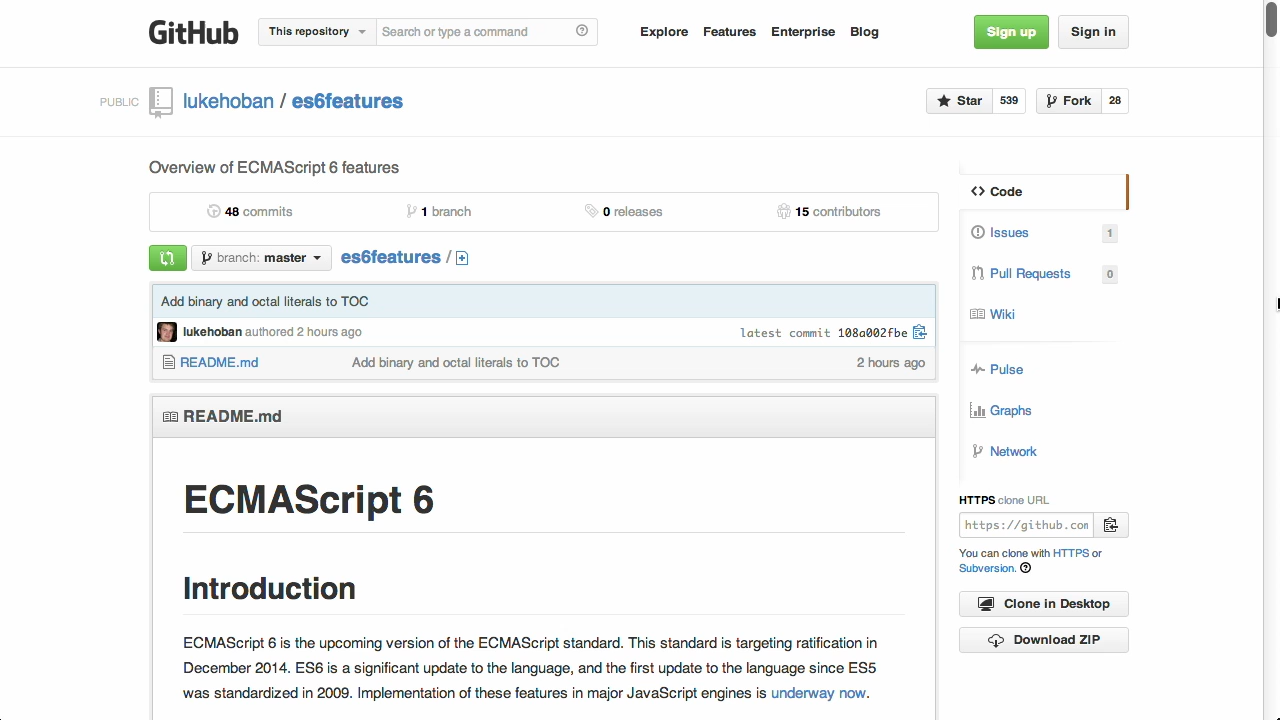 GitHub This repository Search or type a command Explore Features Enterprise Blog Sign up Sign in
PUBLIC lukehoban / es6features Star 539 Fork 28
Overview of ECMAScript 6 features
48 commits 1 branch 0 releases 15 contributors
branch: master es6features /
Add binary and octal literals to TOC
lukehoban authored 2 hours ago latest commit 108a002fbe
README.md Add binary and octal literals to TOC 2 hours ago
README.md
ECMAScript 6
Introduction
ECMAScript 6 is the upcoming version of the ECMAScript standard. This standard is targeting ratification in
December 2014. ES6 is a significant update to the language, and the first update to the language since ES5
was standardized in 2009. Implementation of these features in major JavaScript engines is underway now.
Code
Issues 1
Pull Requests 0
Wiki
Pulse
Graphs
Network
HTTPS clone URL
https://github.com
You can clone with HTTPS or
Subversion.
Clone in Desktop
Download ZIP